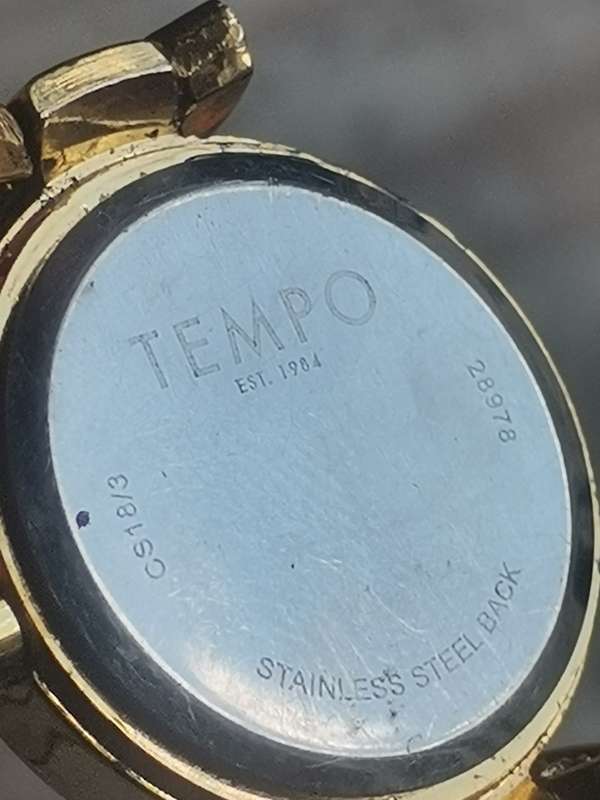 TEMPO
EST. 1984
28978
CS18/3
STAINLESS STEEL BACK